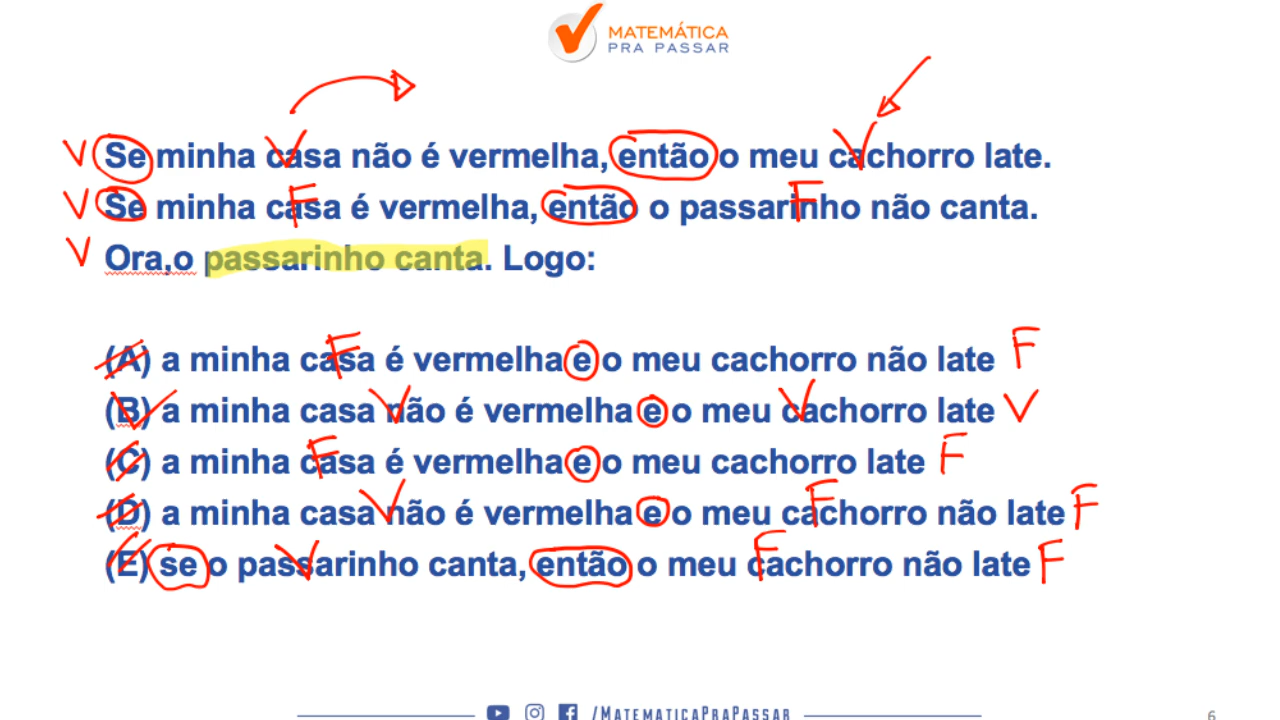 MATEMÁTICA
PRA PASSAR
V Se minha casa não é vermelha, então o meu cachorro late.
V V
V Se minha casa é vermelha, então o passarinho não canta.
F F
V Ora,o passarinho canta. Logo:
(A) a minha casa é vermelha e o meu cachorro não late F
F
(B) a minha casa não é vermelha e o meu cachorro late V
V V
(C) a minha casa é vermelha e o meu cachorro late F
F
(D) a minha casa não é vermelha e o meu cachorro não late F
V F
(E) se o passarinho canta, então o meu cachorro não late F
V F
/MATEMATICAPRAPASSAR
6